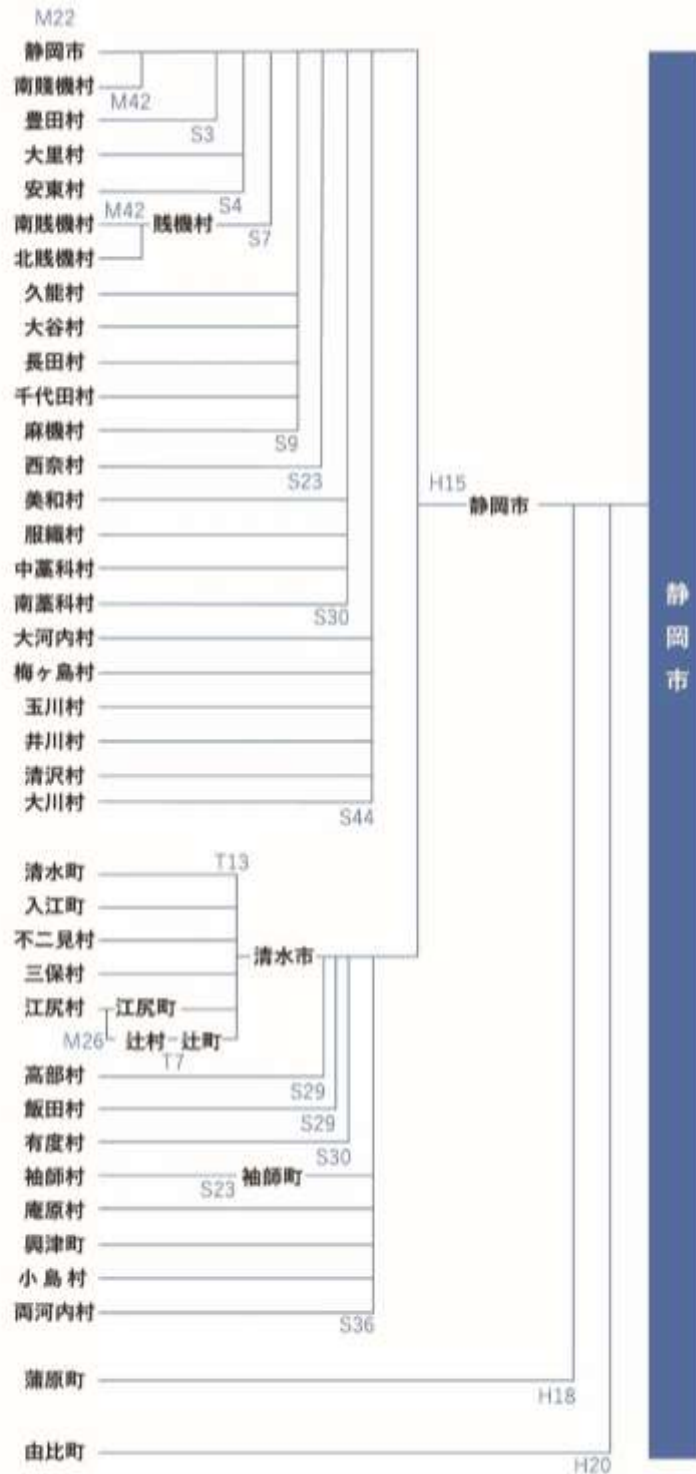 M22
静岡市
南賤機村
M42
豊田村
S3
大里村
安東村
S4
南賤機村
M42
賤機村
S7
北賤機村
久能村
大谷村
長田村
千代田村
麻機村
S9
西奈村
S23
美和村
服織村
中藁科村
南藁科村
S30
大河内村
梅ヶ島村
玉川村
井川村
清沢村
大川村
S44
H15
静岡市
清水町
T13
入江町
不二見村
清水市
三保村
江尻村
江尻町
M26
辻村
辻町
T7
高部村
S29
飯田村
S29
有度村
S30
袖師村
S23
袖師町
庵原村
興津町
小島村
両河内村
S36
蒲原町
H18
由比町
H20
静岡市